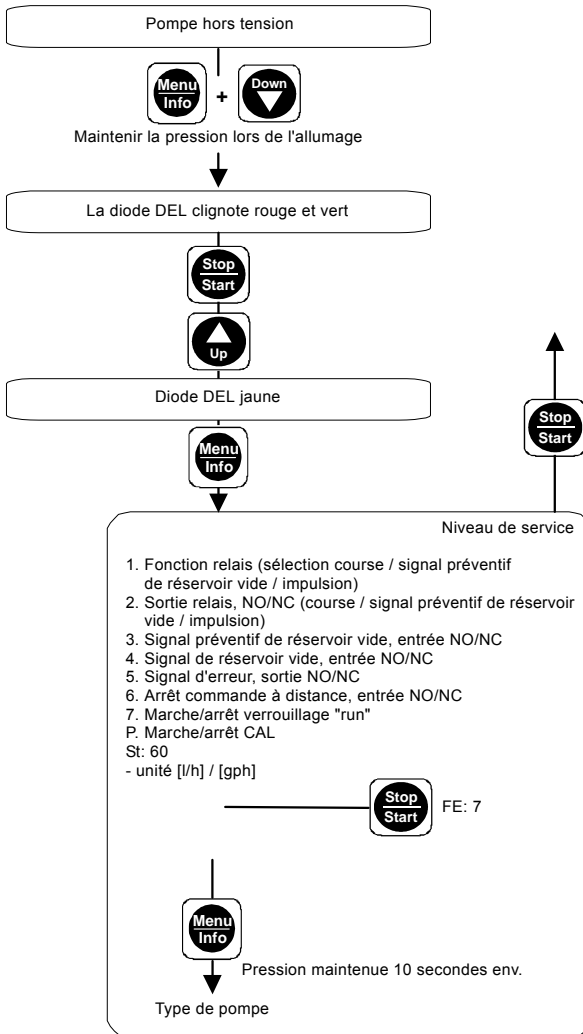 Pompe hors tension
Menu
Info
+
Down
Maintenir la pression lors de l'allumage
La diode DEL clignote rouge et vert
Stop
Start
Up
Diode DEL jaune
Menu
Info
Stop
Start
Niveau de service
1. Fonction relais (sélection course / signal préventif
de réservoir vide / impulsion)
2. Sortie relais, NO/NC (course / signal préventif de réservoir
vide / impulsion)
3. Signal préventif de réservoir vide, entrée NO/NC
4. Signal de réservoir vide, entrée NO/NC
5. Signal d'erreur, sortie NO/NC
6. Arrêt commande à distance, entrée NO/NC
7. Marche/arrêt verrouillage "run"
P. Marche/arrêt CAL
St: 60
- unité [l/h] / [gph]
Stop
Start
FE: 7
Menu
Info
Pression maintenue 10 secondes env.
Type de pompe